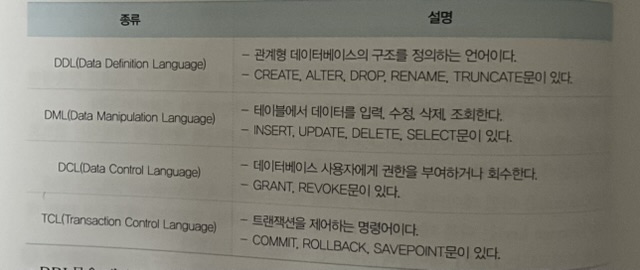 종류 설명
DDL(Data Definition Language)
- 관계형 데이터베이스의 구조를 정의하는 언어이다.
- CREATE, ALTER, DROP, RENAME, TRUNCATE문이 있다.
DML(Data Manipulation Language)
- 테이블에서 데이터를 입력, 수정, 삭제, 조회한다.
- INSERT, UPDATE, DELETE, SELECT문이 있다.
DCL(Data Control Language)
- 데이터베이스 사용자에게 권한을 부여하거나 회수한다.
- GRANT, REVOKE문이 있다.
TCL(Transaction Control Language)
- 트랜잭션을 제어하는 명령어이다.
- COMMIT, ROLLBACK, SAVEPOINT문이 있다.